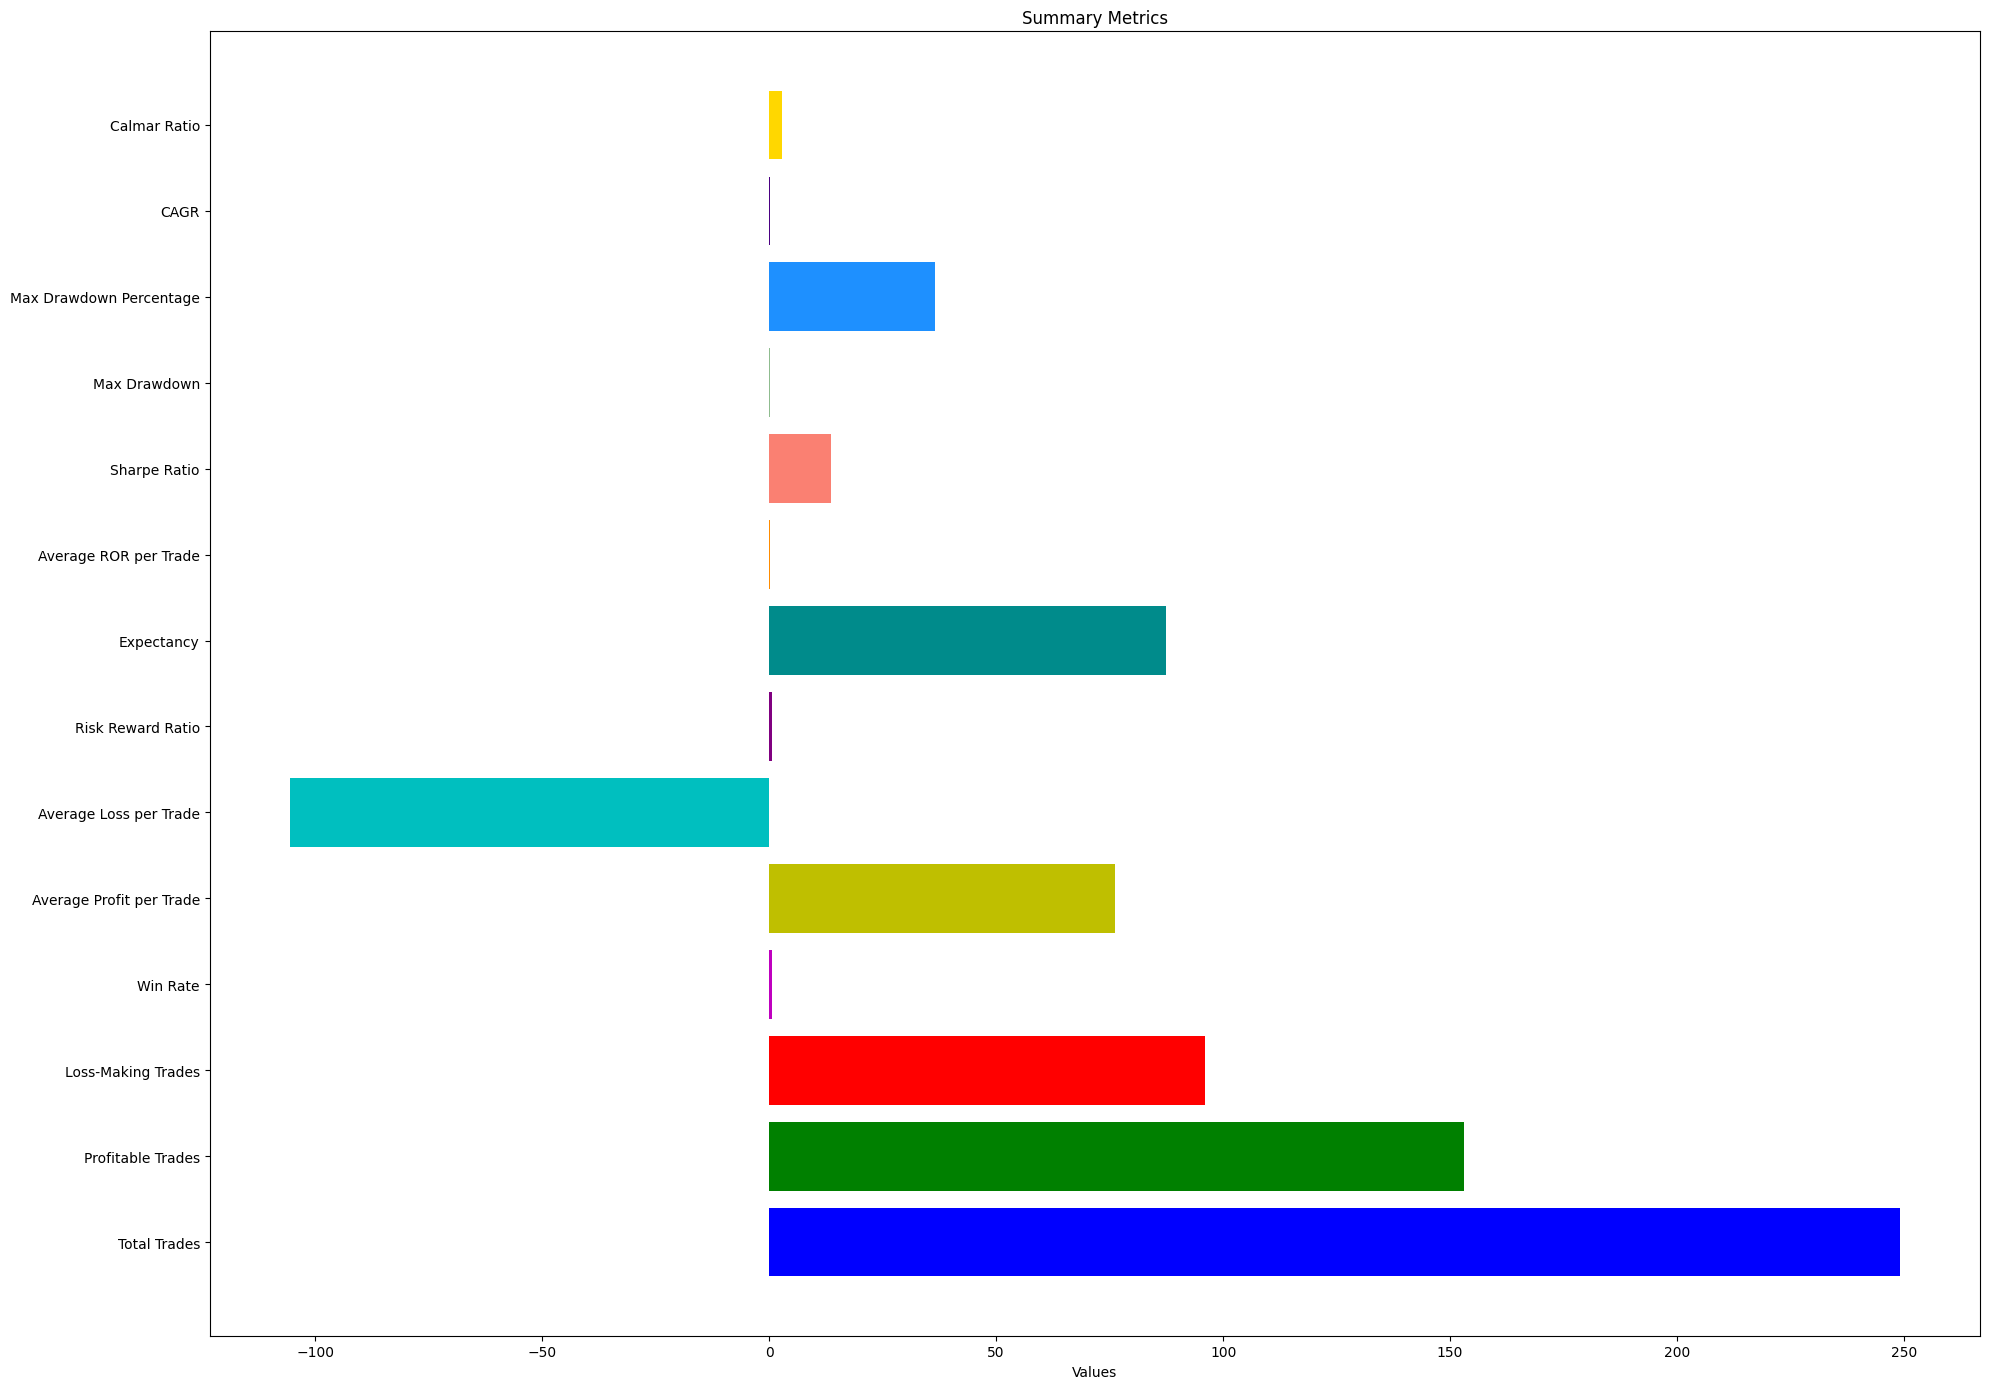 Summary Metrics
Calmar Ratio
CAGR
Max Drawdown Percentage
Max Drawdown
Sharpe Ratio
Average ROR per Trade
Expectancy
Risk Reward Ratio
Average Loss per Trade
Average Profit per Trade
Win Rate
Loss-Making Trades
Profitable Trades
Total Trades
−100 −50 0 50 100 150 200 250
Values